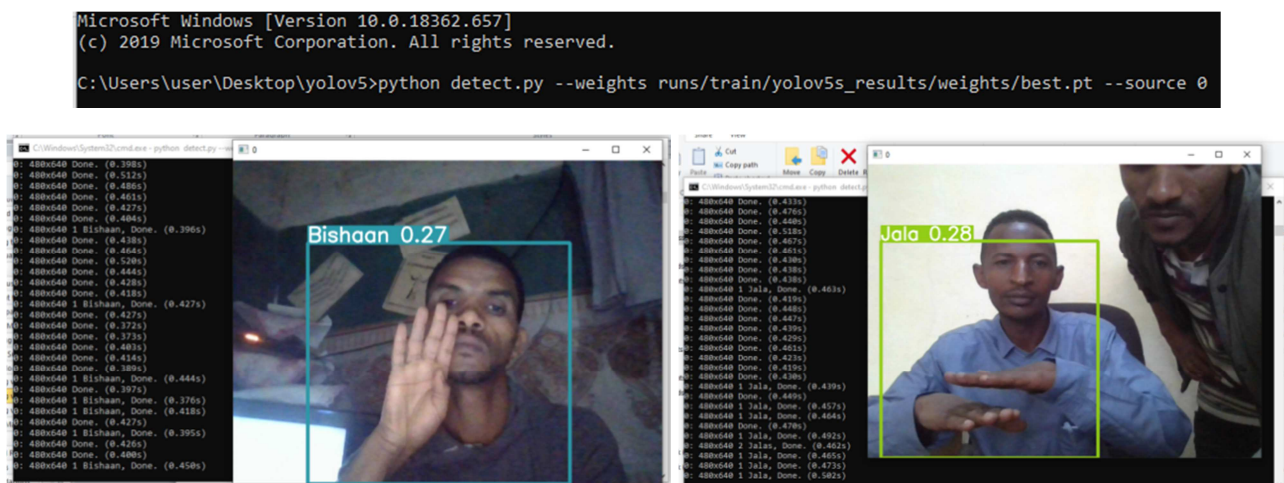 Microsoft Windows [Version 10.0.18362.657]
(c) 2019 Microsoft Corporation. All rights reserved.
C:\Users\user\Desktop\yolov5>python detect.py --weights runs/train/yolov5s_results/weights/best.pt --source 0
C:\Windows\System32\cmd.exe - python detect.py --w
0: 480x640 Done. (0.398s)
0: 480x640 Done. (0.512s)
0: 480x640 Done. (0.486s)
0: 480x640 Done. (0.461s)
0: 480x640 Done. (0.427s)
0: 480x640 Done. (0.404s)
0: 480x640 1 Bishaan, Done. (0.396s)
0: 480x640 Done. (0.438s)
0: 480x640 Done. (0.464s)
0: 480x640 Done. (0.520s)
0: 480x640 Done. (0.444s)
0: 480x640 Done. (0.428s)
0: 480x640 Done. (0.418s)
0: 480x640 1 Bishaan, Done. (0.427s)
0: 480x640 Done. (0.427s)
0: 480x640 Done. (0.372s)
0: 480x640 Done. (0.373s)
0: 480x640 Done. (0.403s)
0: 480x640 Done. (0.414s)
0: 480x640 Done. (0.389s)
0: 480x640 1 Bishaan, Done. (0.444s)
0: 480x640 Done. (0.397s)
0: 480x640 1 Bishaan, Done. (0.376s)
0: 480x640 1 Bishaan, Done. (0.418s)
0: 480x640 Done. (0.427s)
0: 480x640 1 Bishaan, Done. (0.395s)
0: 480x640 Done. (0.426s)
0: 480x640 Done. (0.400s)
0: 480x640 1 Bishaan, Done. (0.450s)
0
Bishaan 0.27
Share View
Cut
Copy path
Paste
Move Copy Delete
C:\Windows\System32\cmd.exe - python detect.p
0: 480x640 Done. (0.433s)
0: 480x640 Done. (0.476s)
0: 480x640 Done. (0.440s)
0: 480x640 Done. (0.518s)
0: 480x640 Done. (0.467s)
0: 480x640 Done. (0.461s)
0: 480x640 Done. (0.430s)
0: 480x640 Done. (0.438s)
0: 480x640 Done. (0.438s)
0: 480x640 1 Jala, Done. (0.463s)
0: 480x640 Done. (0.419s)
0: 480x640 Done. (0.448s)
0: 480x640 Done. (0.447s)
0: 480x640 Done. (0.439s)
0: 480x640 Done. (0.429s)
0: 480x640 Done. (0.461s)
0: 480x640 Done. (0.423s)
0: 480x640 Done. (0.419s)
0: 480x640 Done. (0.430s)
0: 480x640 1 Jala, Done. (0.439s)
0: 480x640 Done. (0.449s)
0: 480x640 1 Jala, Done. (0.457s)
0: 480x640 1 Jala, Done. (0.464s)
0: 480x640 Done. (0.470s)
0: 480x640 1 Jala, Done. (0.492s)
0: 480x640 2 Jalas, Done. (0.462s)
0: 480x640 1 Jala, Done. (0.465s)
0: 480x640 1 Jala, Done. (0.473s)
0: 480x640 1 Jala, Done. (0.502s)
0
Jala 0.28